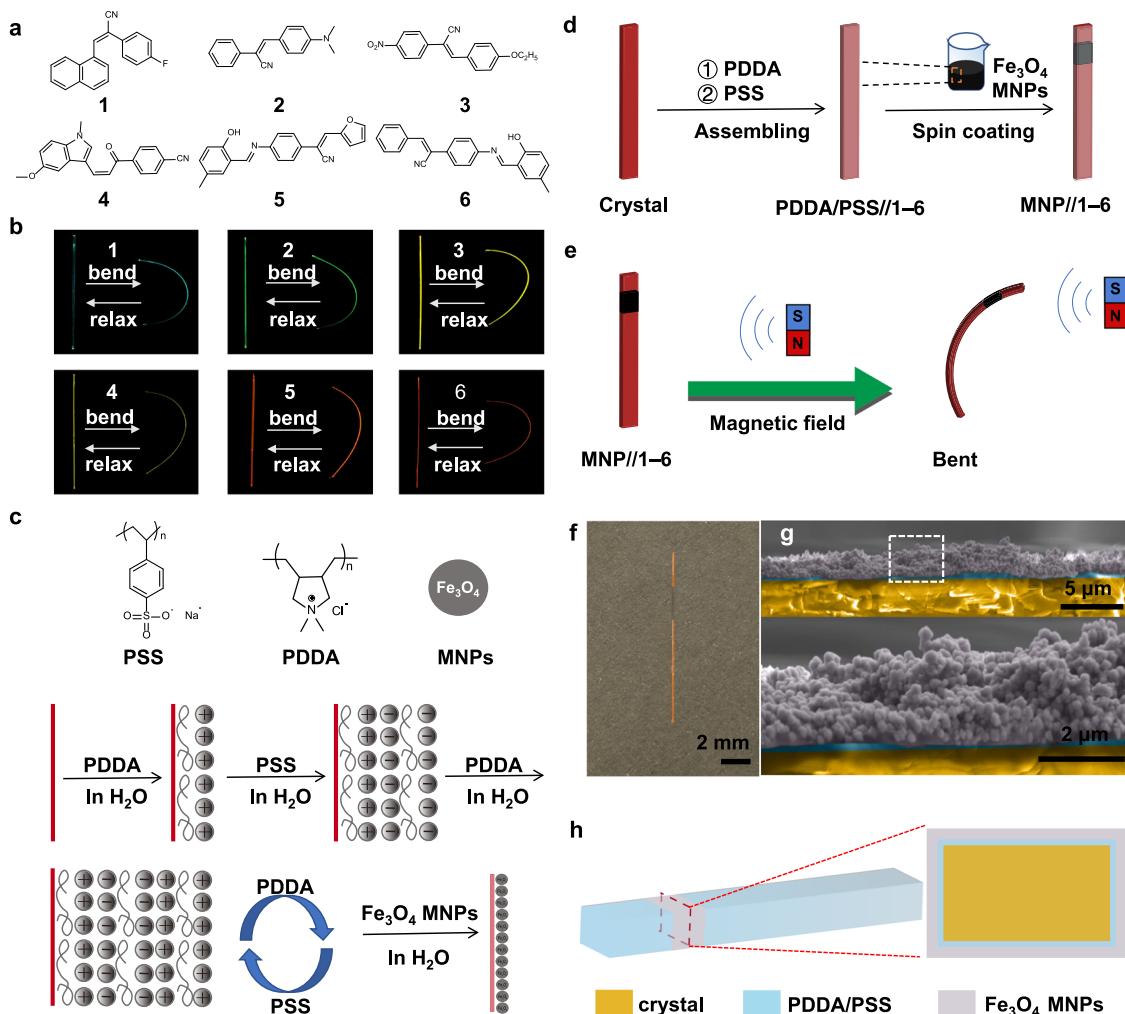 a
CN
F
1
N
CN
2
NO2
CN
OC2H5
3
N
O
O
CN
4
OH
N
CN
O
5
CN
N
HO
6
b
1
bend
relax
2
bend
relax
3
bend
relax
4
bend
relax
5
bend
relax
6
bend
relax
c
n
O=S-O- Na+
O
PSS
n
N
Cl-
PDDA
Fe3O4
MNPs
PDDA
In H2O
PSS
In H2O
PDDA
In H2O
PDDA
PSS
Fe3O4 MNPs
In H2O
d
① PDDA
② PSS
Assembling
Fe3O4
MNPs
Spin coating
Crystal
PDDA/PSS//1–6
MNP//1–6
e
S
N
S
N
Magnetic field
MNP//1–6
Bent
f
2 mm
g
5 µm
2 µm
h
crystal
PDDA/PSS
Fe3O4 MNPs